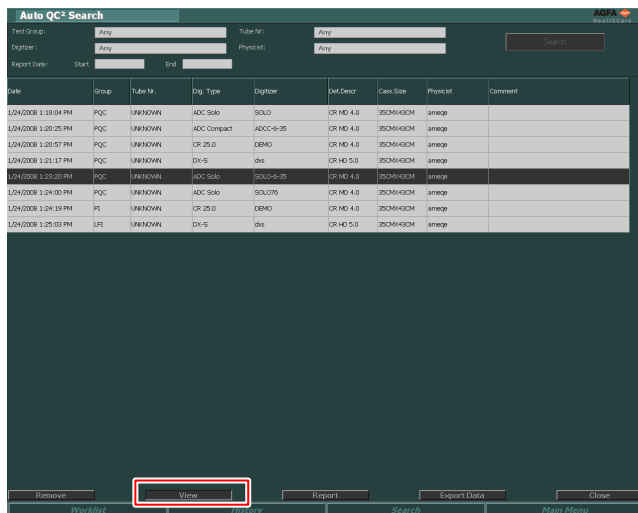 Auto QC² Search
AGFA
HealthCare
Test Group: Any Tube Nr: Any
Digitizer: Any Physicist: Any
Search
Report Date: Start End
Date Group Tube Nr. Dig. Type Digitizer Det.Descr Cass.Size Physicist Comment
1/24/2008 1:19:04 PM PQC UNKNOWN ADC Solo SOLO CR MD 4.0 35CMX43CM ameqe
1/24/2008 1:20:25 PM PQC UNKNOWN ADC Compact ADCC-6-35 CR MD 4.0 35CMX43CM ameqe
1/24/2008 1:20:57 PM PQC UNKNOWN CR 25.0 DEMO CR MD 4.0 35CMX43CM ameqe
1/24/2008 1:21:17 PM PQC UNKNOWN DX-S dxs CR HD 5.0 35CMX43CM ameqe
1/24/2008 1:23:20 PM PQC UNKNOWN ADC Solo SOLO-6-35 CR MD 4.0 35CMX43CM ameqe
1/24/2008 1:24:00 PM PQC UNKNOWN ADC Solo SOLO76 CR MD 4.0 35CMX43CM ameqe
1/24/2008 1:24:19 PM PI UNKNOWN CR 25.0 DEMO CR MD 4.0 35CMX43CM ameqe
1/24/2008 1:25:03 PM LFI UNKNOWN DX-S dxs CR HD 5.0 35CMX43CM ameqe
Remove View Report Export Data Close
Worklist History Search Main Menu